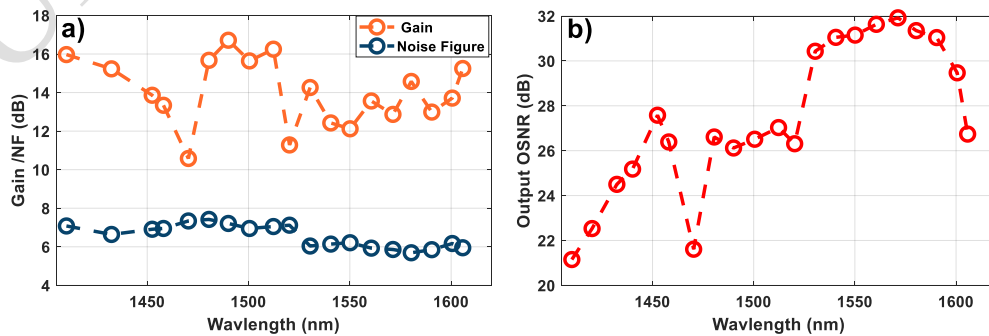 a)
Gain
Noise Figure
18
16
14
12
10
8
6
4
Gain /NF (dB)
1450
1500
1550
1600
Wavlength (nm)
b)
32
30
28
26
24
22
20
Output OSNR (dB)
1450
1500
1550
1600
Wavlength (nm)